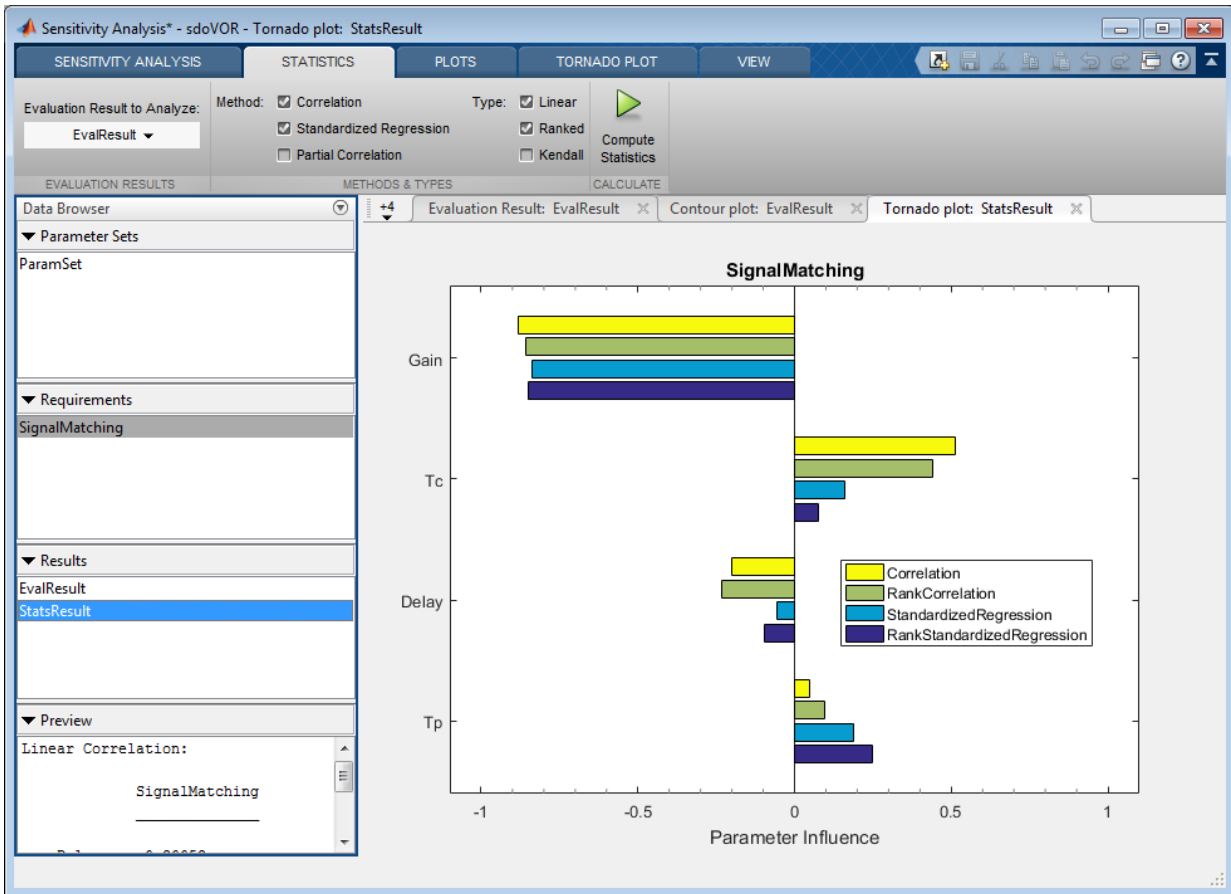 Sensitivity Analysis* - sdoVOR - Tornado plot: StatsResult
SENSITIVITY ANALYSIS
STATISTICS
PLOTS
TORNADO PLOT
VIEW
Evaluation Result to Analyze:
EvalResult
EVALUATION RESULTS
Method:
Correlation
Standardized Regression
Partial Correlation
Type:
Linear
Ranked
Kendall
METHODS & TYPES
Compute
Statistics
CALCULATE
Data Browser
Parameter Sets
ParamSet
Requirements
SignalMatching
Results
EvalResult
StatsResult
Preview
Linear Correlation:
SignalMatching
+4
Evaluation Result: EvalResult
Contour plot: EvalResult
Tornado plot: StatsResult
SignalMatching
Gain
Tc
Delay
Tp
Correlation
RankCorrelation
StandardizedRegression
RankStandardizedRegression
-1
-0.5
0
0.5
1
Parameter Influence